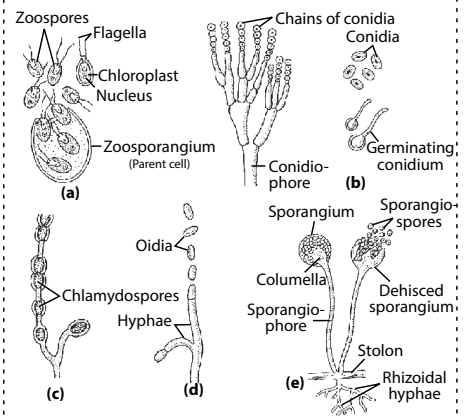 Zoospores
Flagella
Chloroplast
Nucleus
Zoosporangium
(Parent cell)
(a)
Chains of conidia
Conidia
Germinating
conidium
Conidio-
phore
(b)
Oidia
Chlamydospores
Hyphae
(c)
(d)
Sporangium
Sporangio-
spores
Columella
Dehisced
sporangium
Sporangio-
phore
Stolon
(e)
Rhizoidal
hyphae